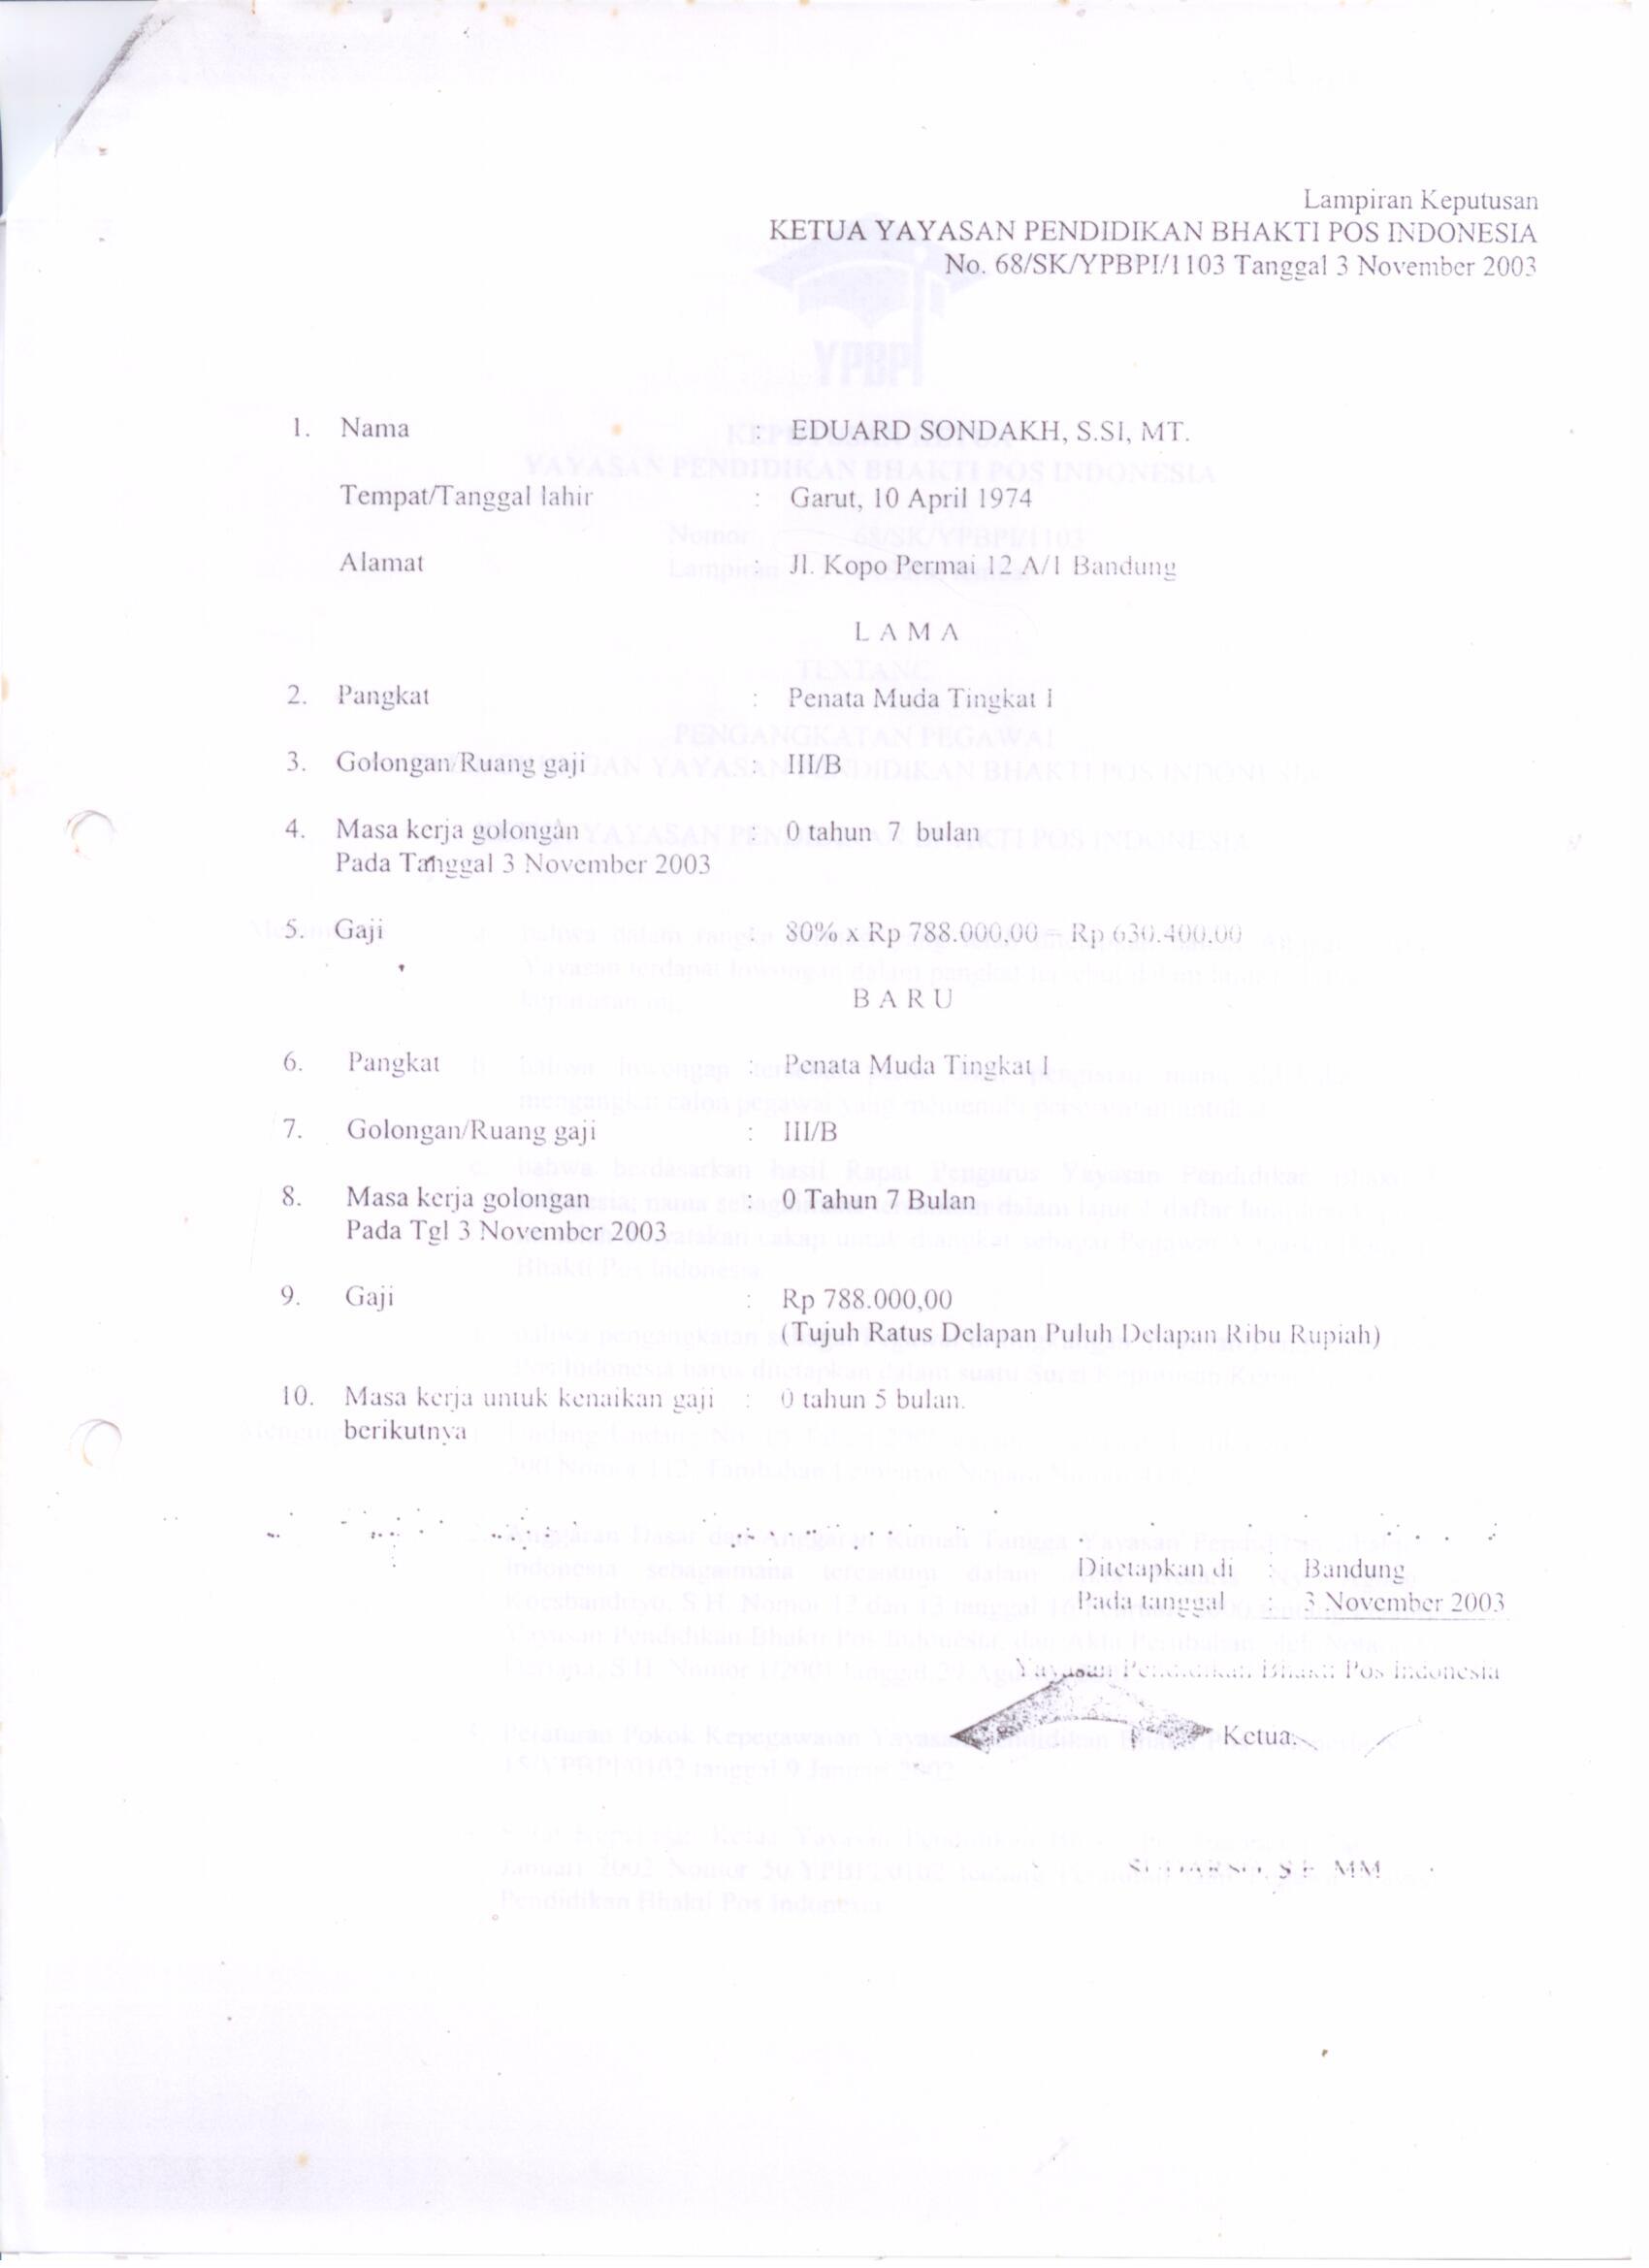 Lampiran Keputusan
KETUA YAYASAN PENDIDIKAN BHAKTI POS INDONESIA
No. 68/SK/YPBPI/1103 Tanggal 3 November 2003
1. Nama : EDUARD SONDAKH, S.SI, MT.
Tempat/Tanggal lahir : Garut, 10 April 1974
Alamat : Jl. Kopo Permai 12 A/1 Bandung
L A M A
2. Pangkat : Penata Muda Tingkat I
3. Golongan/Ruang gaji : III/B
4. Masa kerja golongan : 0 tahun 7 bulan
Pada Tanggal 3 November 2003
5. Gaji : 80% x Rp 788.000,00 = Rp 630.400,00
B A R U
6. Pangkat : Penata Muda Tingkat I
7. Golongan/Ruang gaji : III/B
8. Masa kerja golongan : 0 Tahun 7 Bulan
Pada Tgl 3 November 2003
9. Gaji : Rp 788.000,00
(Tujuh Ratus Delapan Puluh Delapan Ribu Rupiah)
10. Masa kerja untuk kenaikan gaji : 0 tahun 5 bulan.
berikutnya
Ditetapkan di : Bandung
Pada tanggal : 3 November 2003
Yayasan Pendidikan Bhakti Pos Indonesia
Ketua,
SUDARSO, S.E, MM